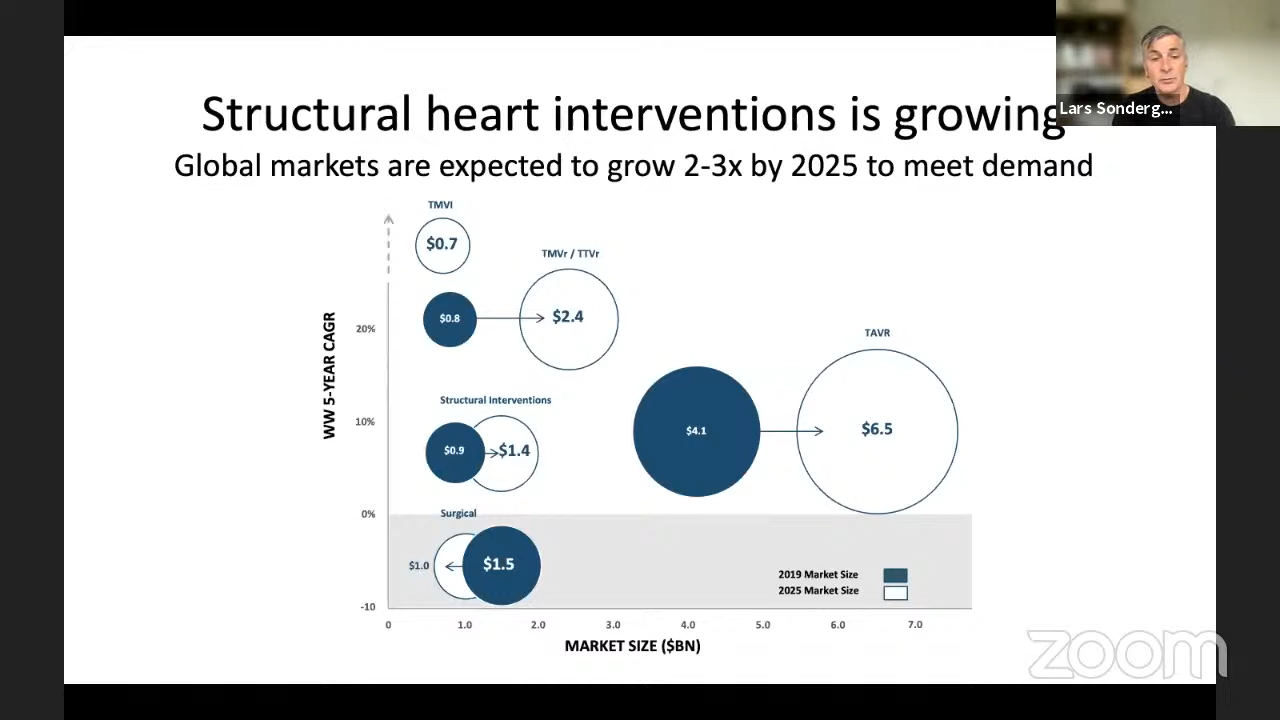 Lars Sonderg...
Structural heart interventions is growing
Global markets are expected to grow 2-3x by 2025 to meet demand
TMVI
$0.7
TMVr / TTVr
$0.8
$2.4
20%
WW 5-YEAR CAGR
TAVR
$4.1
$6.5
Structural Interventions
10%
$0.9
$1.4
0%
Surgical
$1.0
$1.5
2019 Market Size
2025 Market Size
-10
0 1.0 2.0 3.0 4.0 5.0 6.0 7.0
MARKET SIZE ($BN)
zoom